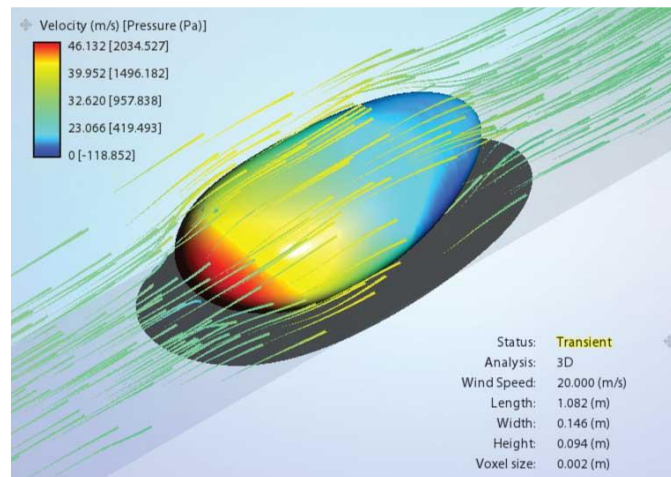 Velocity (m/s) [Pressure (Pa)]
46.132 [2034.527]
39.952 [1496.182]
32.620 [957.838]
23.066 [419.493]
0 [-118.852]
Status: Transient
Analysis: 3D
Wind Speed: 20.000 (m/s)
Length: 1.082 (m)
Width: 0.146 (m)
Height: 0.094 (m)
Voxel size: 0.002 (m)